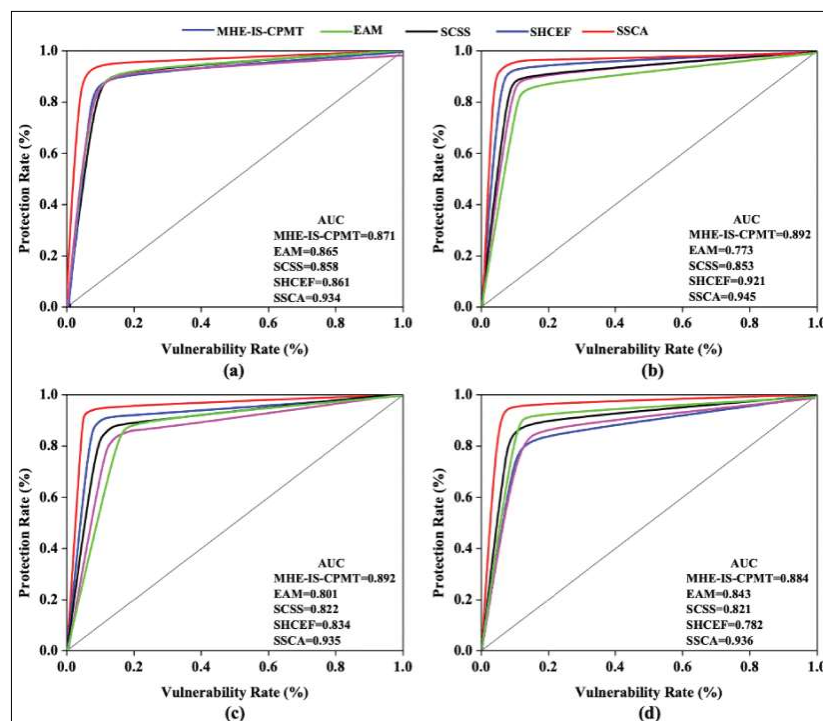 MHE-IS-CPMT EAM SCSS SHCEF SSCA
1.0
0.8
0.6
0.4
0.2
0.0
Protection Rate (%)
AUC
MHE-IS-CPMT=0.871
EAM=0.865
SCSS=0.858
SHCEF=0.861
SSCA=0.934
0.0 0.2 0.4 0.6 0.8 1.0
Vulnerability Rate (%)
(a)
1.0
0.8
0.6
0.4
0.2
0.0
Protection Rate (%)
AUC
MHE-IS-CPMT=0.892
EAM=0.773
SCSS=0.853
SHCEF=0.921
SSCA=0.945
0.0 0.2 0.4 0.6 0.8 1.0
Vulnerability Rate (%)
(b)
1.0
0.8
0.6
0.4
0.2
0.0
Protection Rate (%)
AUC
MHE-IS-CPMT=0.892
EAM=0.801
SCSS=0.822
SHCEF=0.834
SSCA=0.935
0.0 0.2 0.4 0.6 0.8 1.0
Vulnerability Rate (%)
(c)
1.0
0.8
0.6
0.4
0.2
0.0
Protection Rate (%)
AUC
MHE-IS-CPMT=0.884
EAM=0.843
SCSS=0.821
SHCEF=0.782
SSCA=0.936
0.0 0.2 0.4 0.6 0.8 1.0
Vulnerability Rate (%)
(d)